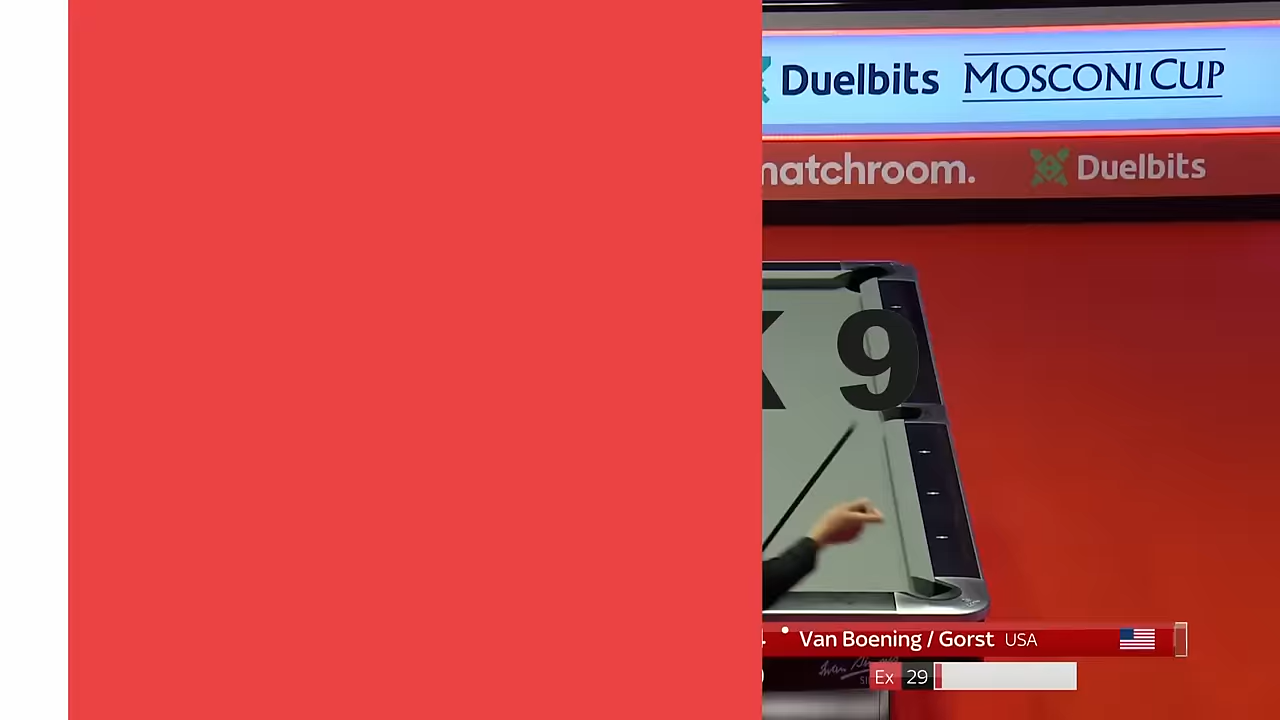 Duelbits MOSCONI CUP
matchroom. Duelbits
9
Van Boening / Gorst USA
Ex 29